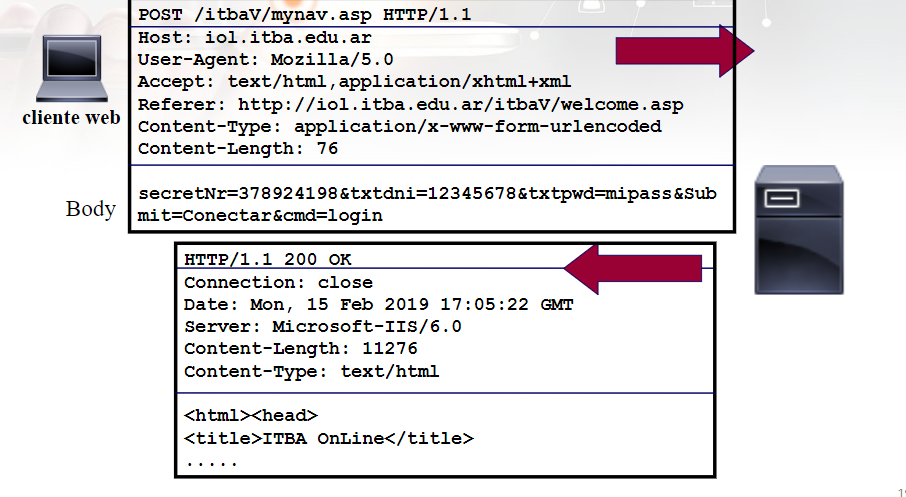 POST /itbaV/mynav.asp HTTP/1.1
Host: iol.itba.edu.ar
User-Agent: Mozilla/5.0
Accept: text/html,application/xhtml+xml
Referer: http://iol.itba.edu.ar/itbaV/welcome.asp
Content-Type: application/x-www-form-urlencoded
Content-Length: 76
cliente web
Body
secretNr=378924198&txtdni=12345678&txtpwd=mipass&Sub
mit=Conectar&cmd=login
HTTP/1.1 200 OK
Connection: close
Date: Mon, 15 Feb 2019 17:05:22 GMT
Server: Microsoft-IIS/6.0
Content-Length: 11276
Content-Type: text/html
<html><head>
<title>ITBA OnLine</title>
.....